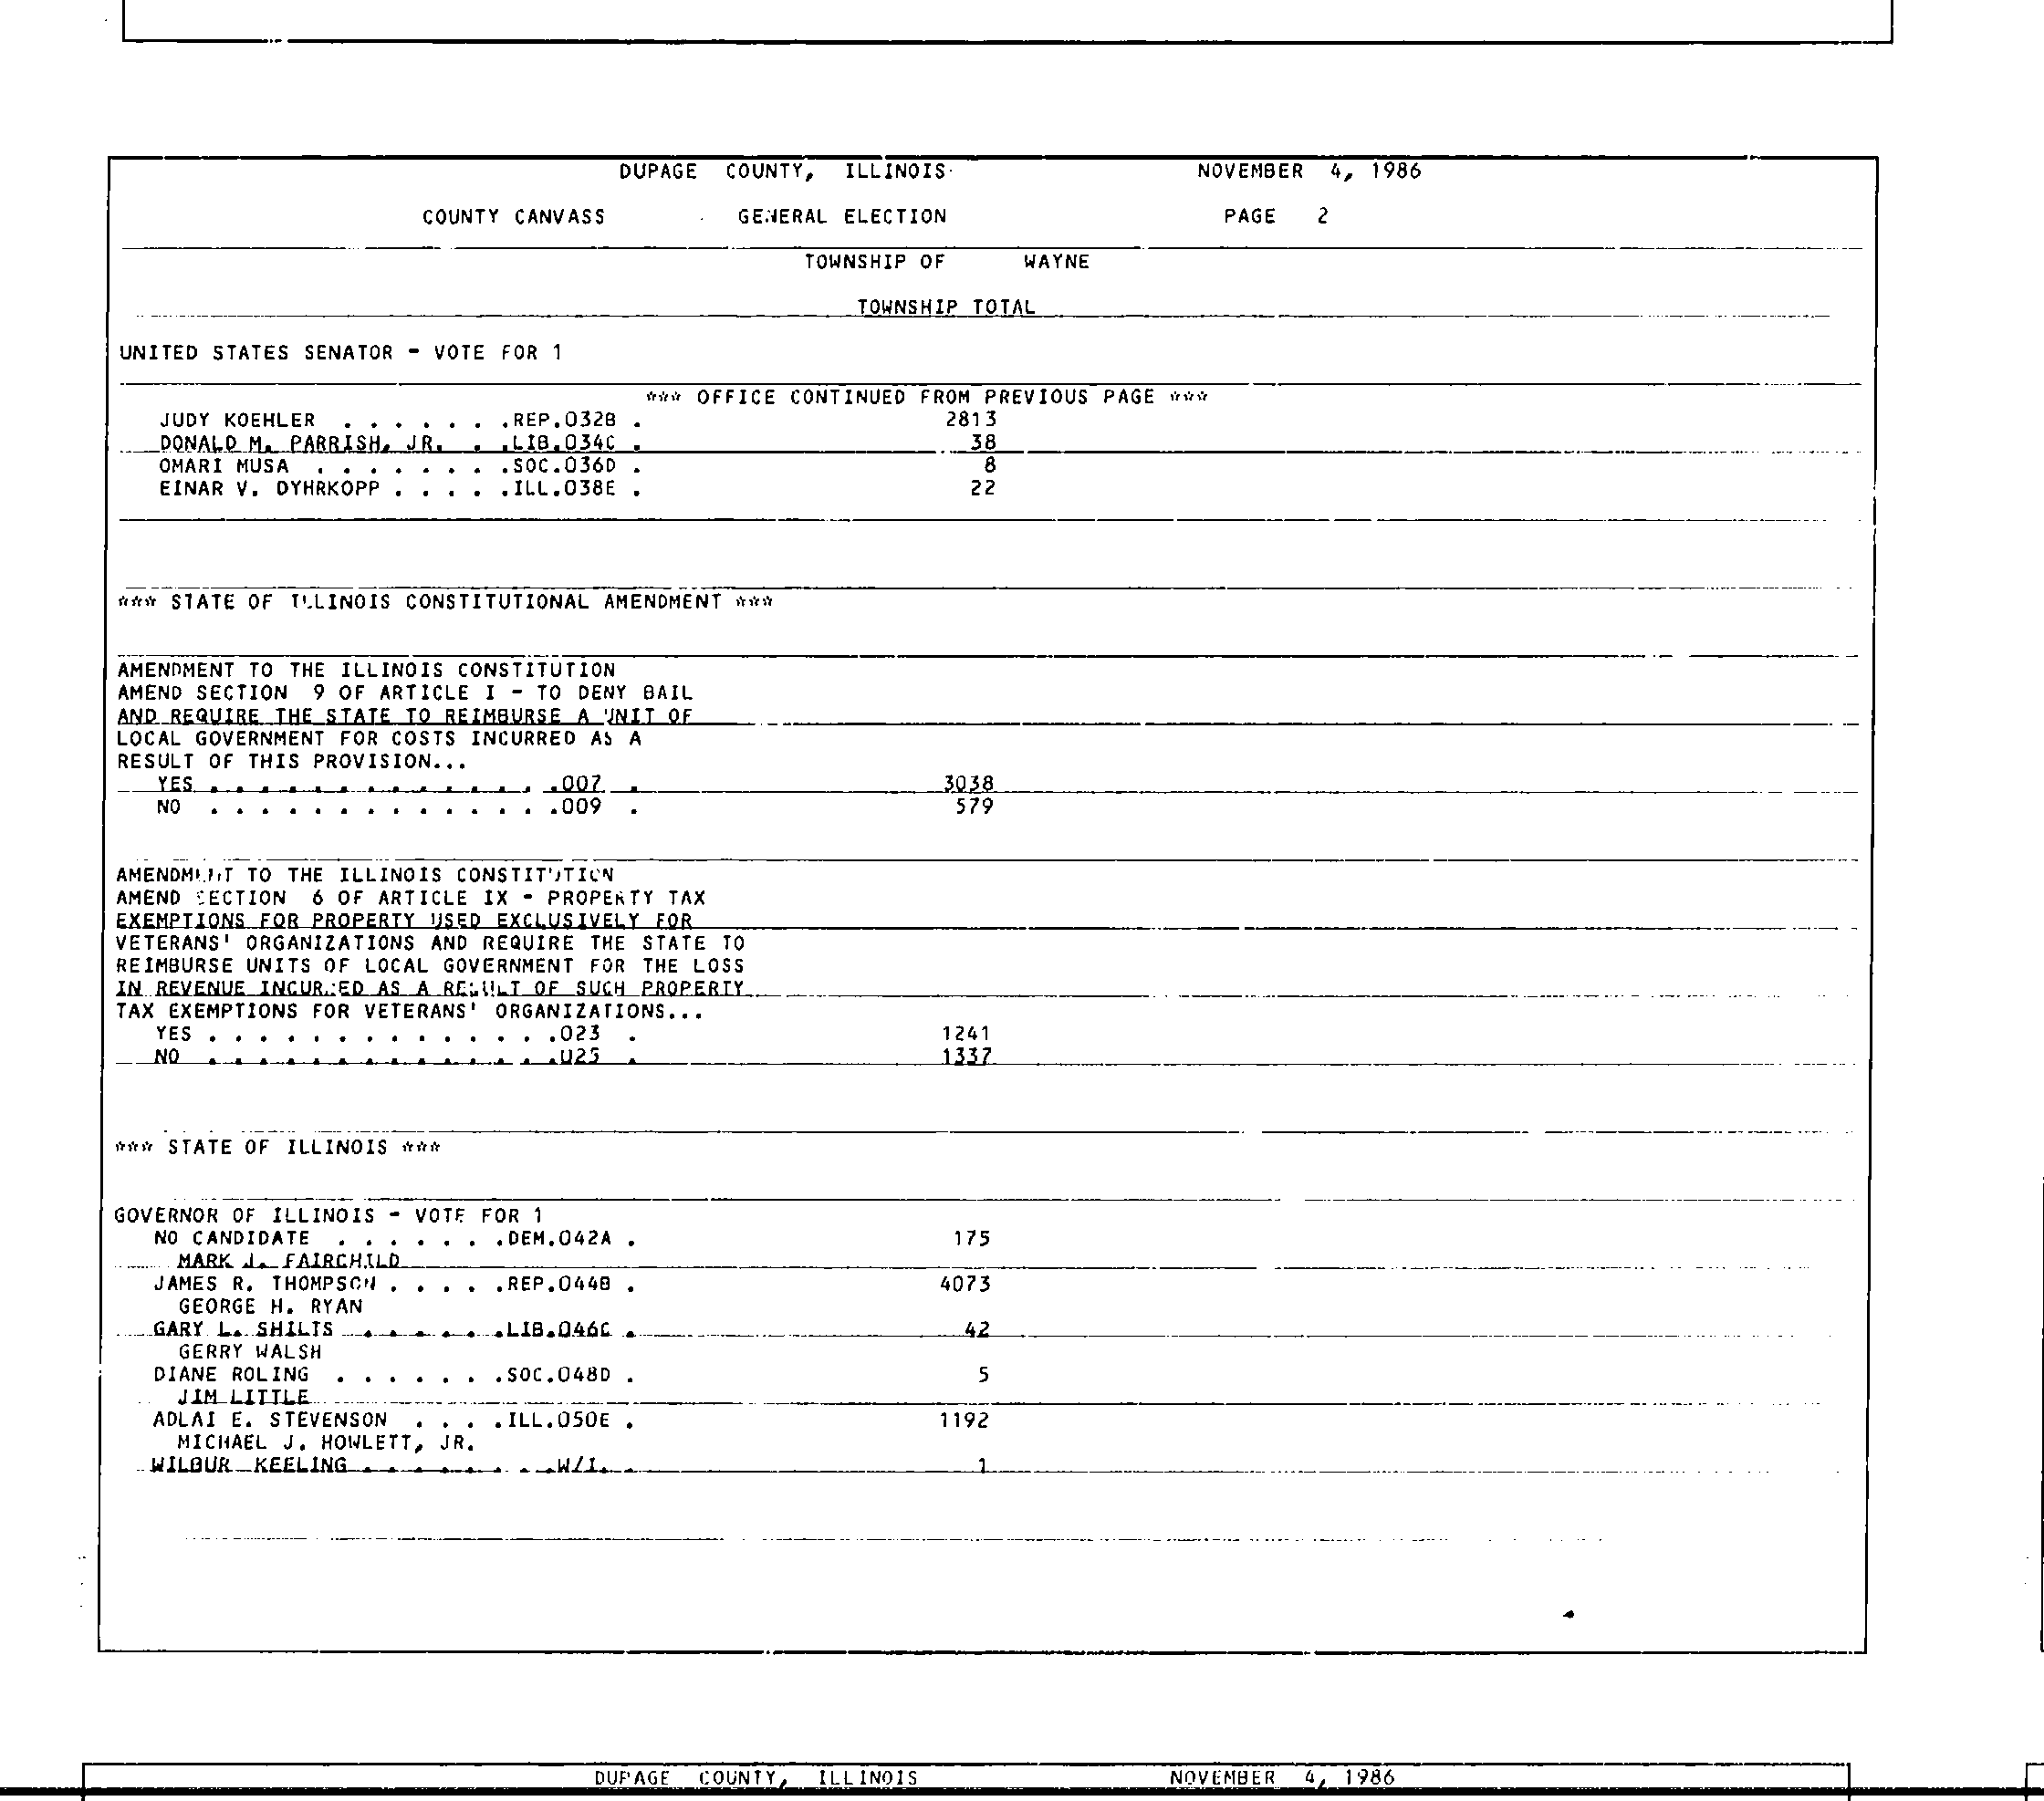 DUPAGE COUNTY, ILLINOIS NOVEMBER 4, 1986
COUNTY CANVASS GENERAL ELECTION PAGE 2
TOWNSHIP OF WAYNE
TOWNSHIP TOTAL
UNITED STATES SENATOR - VOTE FOR 1
*** OFFICE CONTINUED FROM PREVIOUS PAGE ***
JUDY KOEHLER . . . . . . .REP.032B . 2813
DONALD M. PARRISH, JR. . .LIB.034C . 38
OMARI MUSA . . . . . . . .SOC.036D . 8
EINAR V. DYHRKOPP . . . . .ILL.038E . 22
*** STATE OF ILLINOIS CONSTITUTIONAL AMENDMENT ***
AMENDMENT TO THE ILLINOIS CONSTITUTION
AMEND SECTION 9 OF ARTICLE I - TO DENY BAIL
AND REQUIRE THE STATE TO REIMBURSE A UNIT OF
LOCAL GOVERNMENT FOR COSTS INCURRED AS A
RESULT OF THIS PROVISION...
YES . . . . . . . . . . . . . .007 . 3038
NO . . . . . . . . . . . . . .009 . 579
AMENDMENT TO THE ILLINOIS CONSTITUTION
AMEND SECTION 6 OF ARTICLE IX - PROPERTY TAX
EXEMPTIONS FOR PROPERTY USED EXCLUSIVELY FOR
VETERANS' ORGANIZATIONS AND REQUIRE THE STATE TO
REIMBURSE UNITS OF LOCAL GOVERNMENT FOR THE LOSS
IN REVENUE INCURRED AS A RESULT OF SUCH PROPERTY
TAX EXEMPTIONS FOR VETERANS' ORGANIZATIONS...
YES . . . . . . . . . . . . . .023 . 1241
NO . . . . . . . . . . . . . .025 . 1337
*** STATE OF ILLINOIS ***
GOVERNOR OF ILLINOIS - VOTE FOR 1
NO CANDIDATE . . . . . . .DEM.042A . 175
MARK J. FAIRCHILD
JAMES R. THOMPSON . . . . .REP.044B . 4073
GEORGE H. RYAN
GARY L. SHILTS . . . . . .LIB.046C . 42
GERRY WALSH
DIANE ROLING . . . . . . .SOC.048D . 5
JIM LITTLE
ADLAI E. STEVENSON . . . .ILL.050E . 1192
MICHAEL J. HOWLETT, JR.
WILBUR KEELING . . . . . . . .W/I. . 1
DUPAGE COUNTY, ILLINOIS NOVEMBER 4, 1986